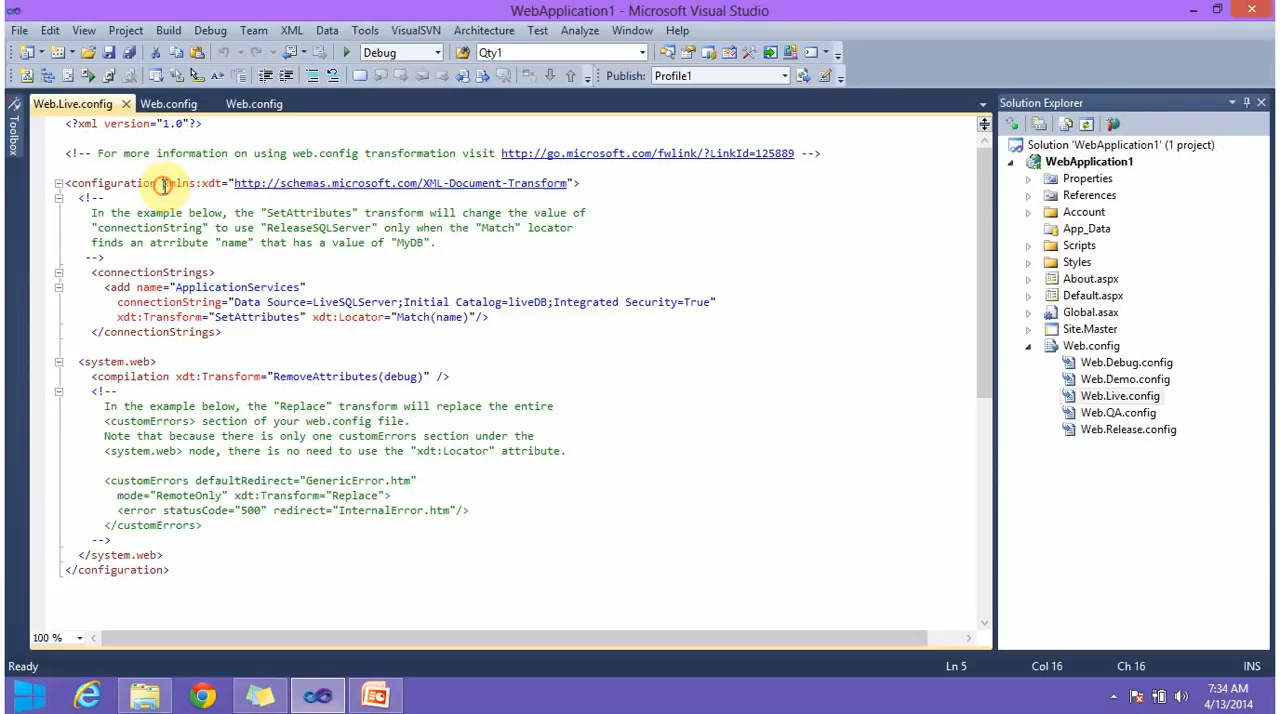 WebApplication1 - Microsoft Visual Studio
File Edit View Project Build Debug Team XML Data Tools VisualSVN Architecture Test Analyze Window Help
Debug Qty1
Publish: Profile1
Web.Live.config Web.config Web.config
Toolbox
<?xml version="1.0"?>
<!-- For more information on using web.config transformation visit http://go.microsoft.com/fwlink/?LinkId=125889 -->
<configuration xmlns:xdt="http://schemas.microsoft.com/XML-Document-Transform">
<!--
In the example below, the "SetAttributes" transform will change the value of
"connectionString" to use "ReleaseSQLServer" only when the "Match" locator
finds an atrribute "name" that has a value of "MyDB".
-->
<connectionStrings>
<add name="ApplicationServices"
connectionString="Data Source=LiveSQLServer;Initial Catalog=liveDB;Integrated Security=True"
xdt:Transform="SetAttributes" xdt:Locator="Match(name)"/>
</connectionStrings>
<system.web>
<compilation xdt:Transform="RemoveAttributes(debug)" />
<!--
In the example below, the "Replace" transform will replace the entire
<customErrors> section of your web.config file.
Note that because there is only one customErrors section under the
<system.web> node, there is no need to use the "xdt:Locator" attribute.
<customErrors defaultRedirect="GenericError.htm"
mode="RemoteOnly" xdt:Transform="Replace">
<error statusCode="500" redirect="InternalError.htm"/>
</customErrors>
-->
</system.web>
</configuration>
100 %
Solution Explorer
Solution 'WebApplication1' (1 project)
WebApplication1
Properties
References
Account
App_Data
Scripts
Styles
About.aspx
Default.aspx
Global.asax
Site.Master
Web.config
Web.Debug.config
Web.Demo.config
Web.Live.config
Web.QA.config
Web.Release.config
Ready Ln 5 Col 16 Ch 16 INS
7:34 AM
4/13/2014